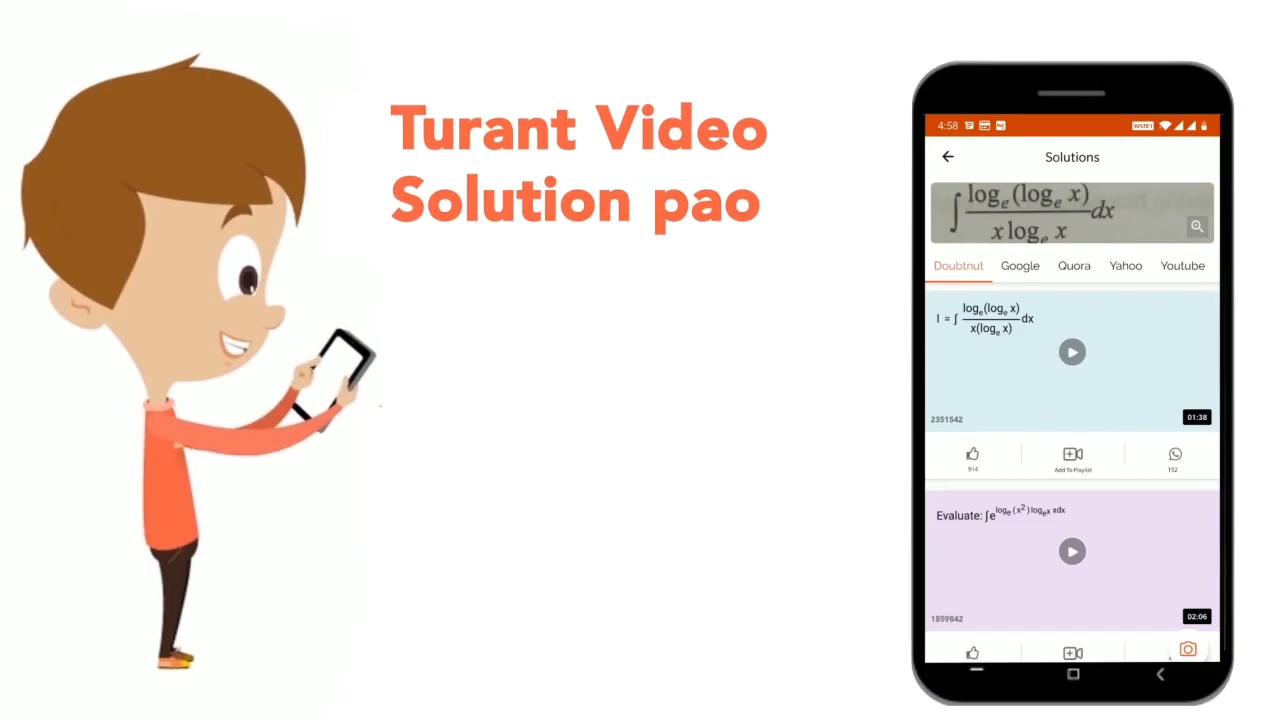 Turant Video
Solution pao
4:58
Solutions
∫ logₑ(logₑ x) / x logₑ x dx
Doubtnut Google Quora Yahoo Youtube
I = ∫ logₑ(logₑ x) / x(logₑ x) dx
2351542 01:38
914 Add To Playlist 152
Evaluate: ∫e^logₑ(x²)logₑx xdx
1859842 02:06